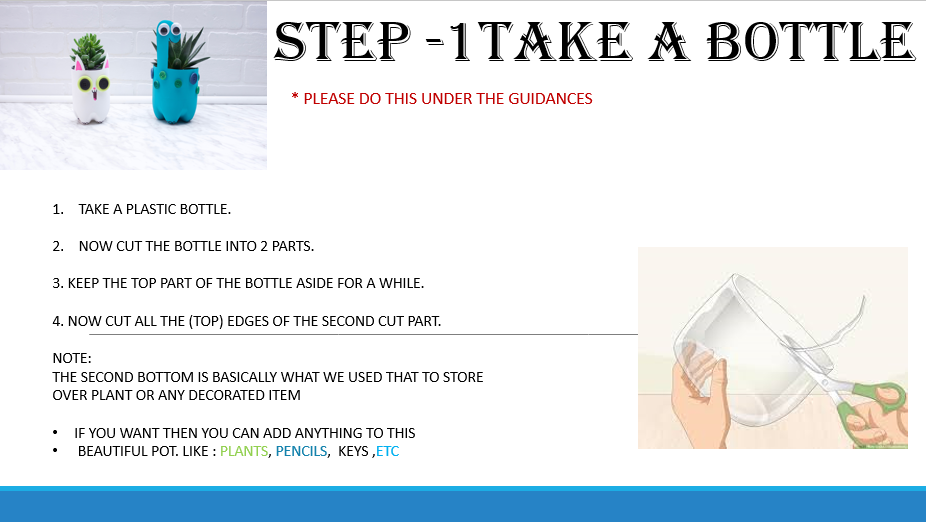 STEP -1TAKE A BOTTLE
* PLEASE DO THIS UNDER THE GUIDANCES
1. TAKE A PLASTIC BOTTLE.
2. NOW CUT THE BOTTLE INTO 2 PARTS.
3. KEEP THE TOP PART OF THE BOTTLE ASIDE FOR A WHILE.
4. NOW CUT ALL THE (TOP) EDGES OF THE SECOND CUT PART.
NOTE:
THE SECOND BOTTOM IS BASICALLY WHAT WE USED THAT TO STORE
OVER PLANT OR ANY DECORATED ITEM
• IF YOU WANT THEN YOU CAN ADD ANYTHING TO THIS
• BEAUTIFUL POT. LIKE : PLANTS, PENCILS, KEYS ,ETC